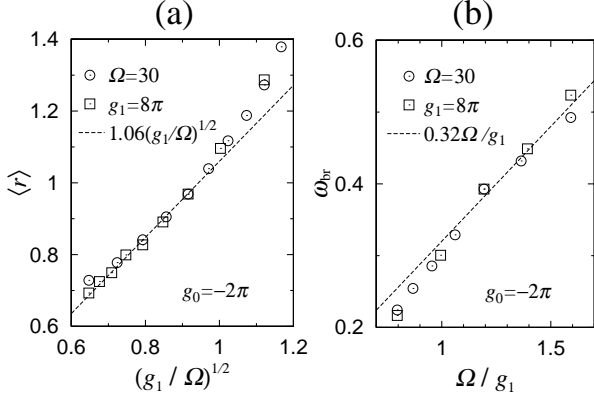 (a)
1.4
1.2
1
0.8
0.6
⟨r⟩
Ω=30
g₁=8π
1.06(g₁/Ω)^1/2
g₀=−2π
0.6 0.8 1 1.2
(g₁ / Ω)^1/2
(b)
0.6
0.4
0.2
ω_br
Ω=30
g₁=8π
0.32Ω/g₁
g₀=−2π
1 1.5
Ω / g₁